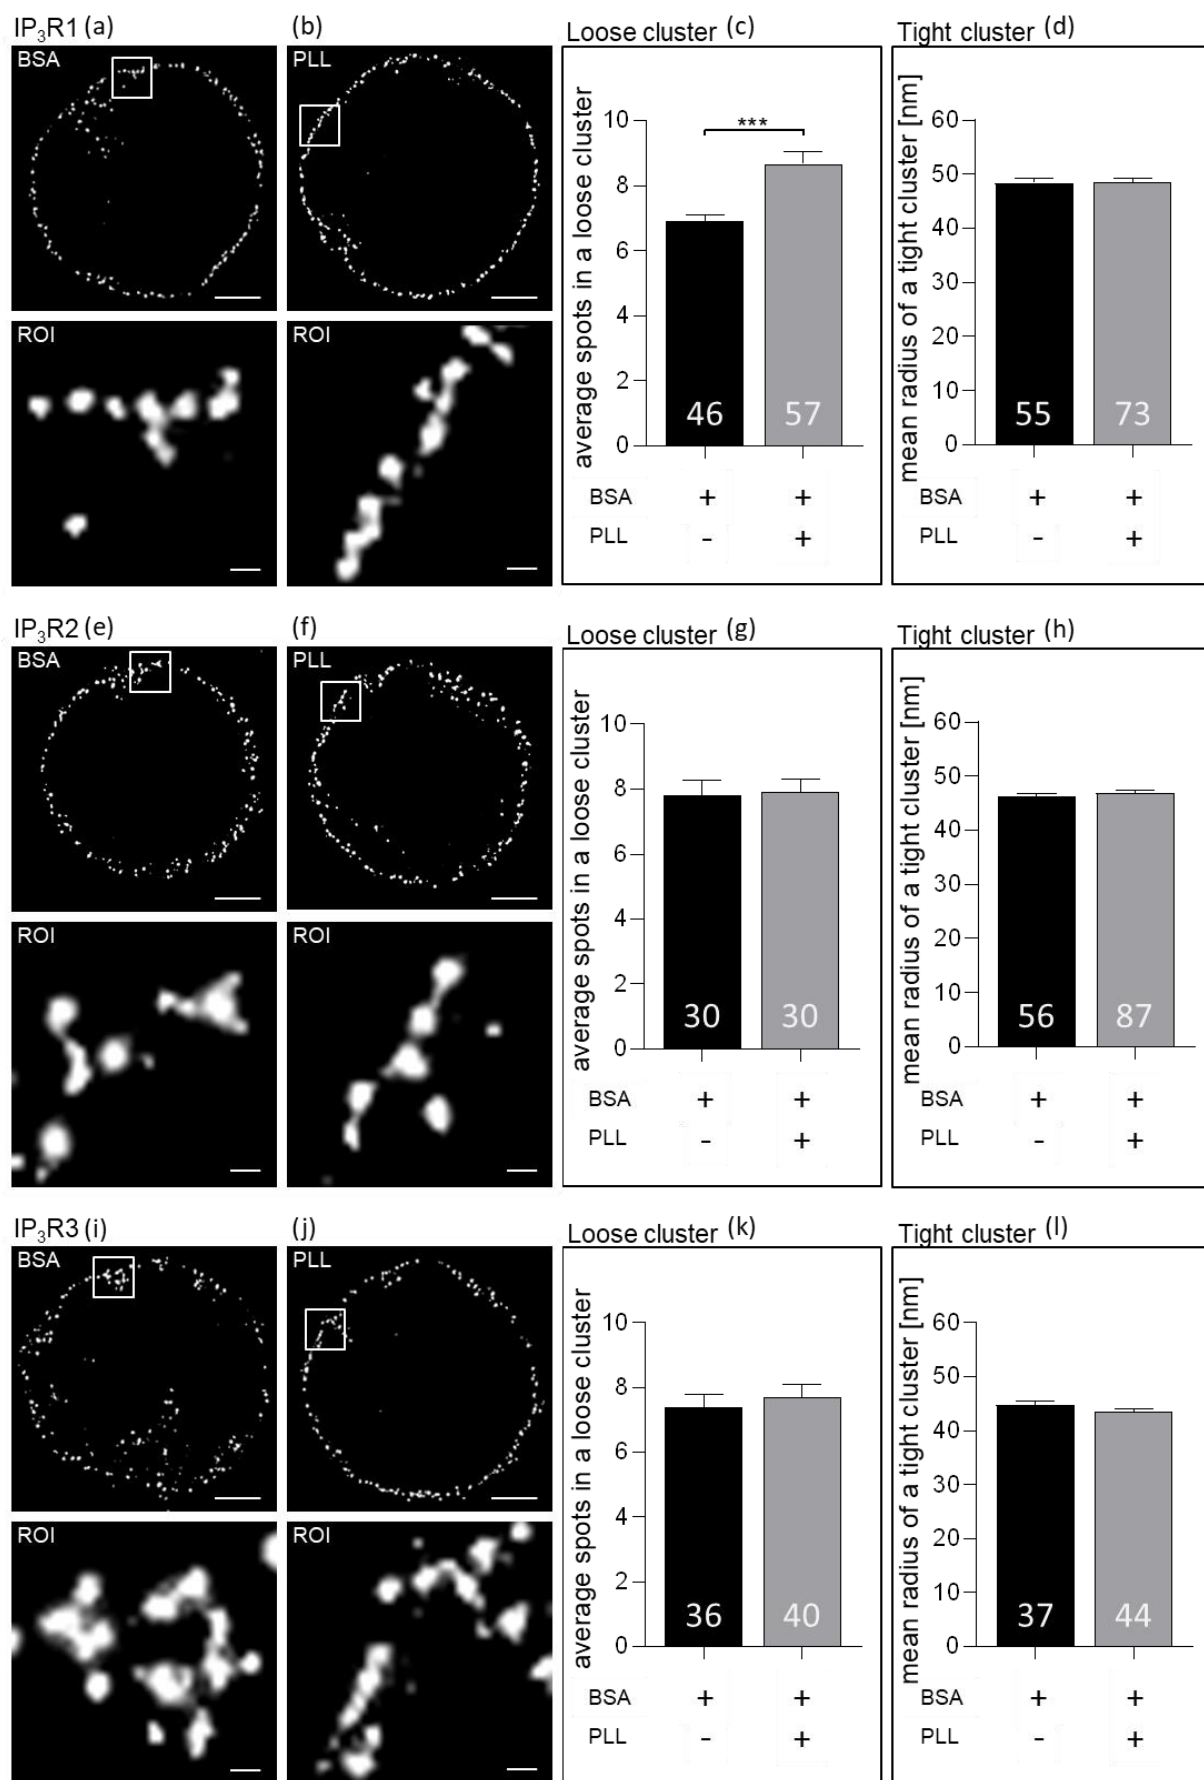 IP₃R1 (a)
(b)
Loose cluster (c)
Tight cluster (d)
BSA
PLL
average spots in a loose cluster
10
8
6
4
2
0
***
46
57
BSA + +
PLL - +
mean radius of a tight cluster [nm]
60
50
40
30
20
10
0
55
73
BSA + +
PLL - +
ROI
ROI
IP₃R2 (e)
(f)
Loose cluster (g)
Tight cluster (h)
BSA
PLL
average spots in a loose cluster
10
8
6
4
2
0
30
30
BSA + +
PLL - +
mean radius of a tight cluster [nm]
60
50
40
30
20
10
0
56
87
BSA + +
PLL - +
ROI
ROI
IP₃R3 (i)
(j)
Loose cluster (k)
Tight cluster (l)
BSA
PLL
average spots in a loose cluster
10
8
6
4
2
0
36
40
BSA + +
PLL - +
mean radius of a tight cluster [nm]
60
50
40
30
20
10
0
37
44
BSA + +
PLL - +
ROI
ROI